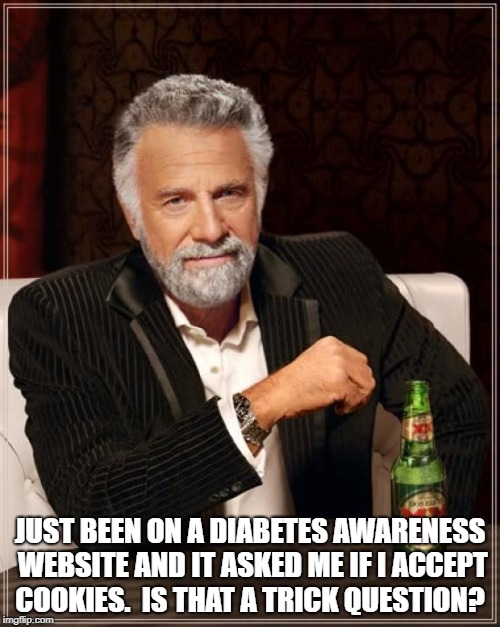 XX
JUST BEEN ON A DIABETES AWARENESS
WEBSITE AND IT ASKED ME IF I ACCEPT
COOKIES. IS THAT A TRICK QUESTION?
imgflip.com